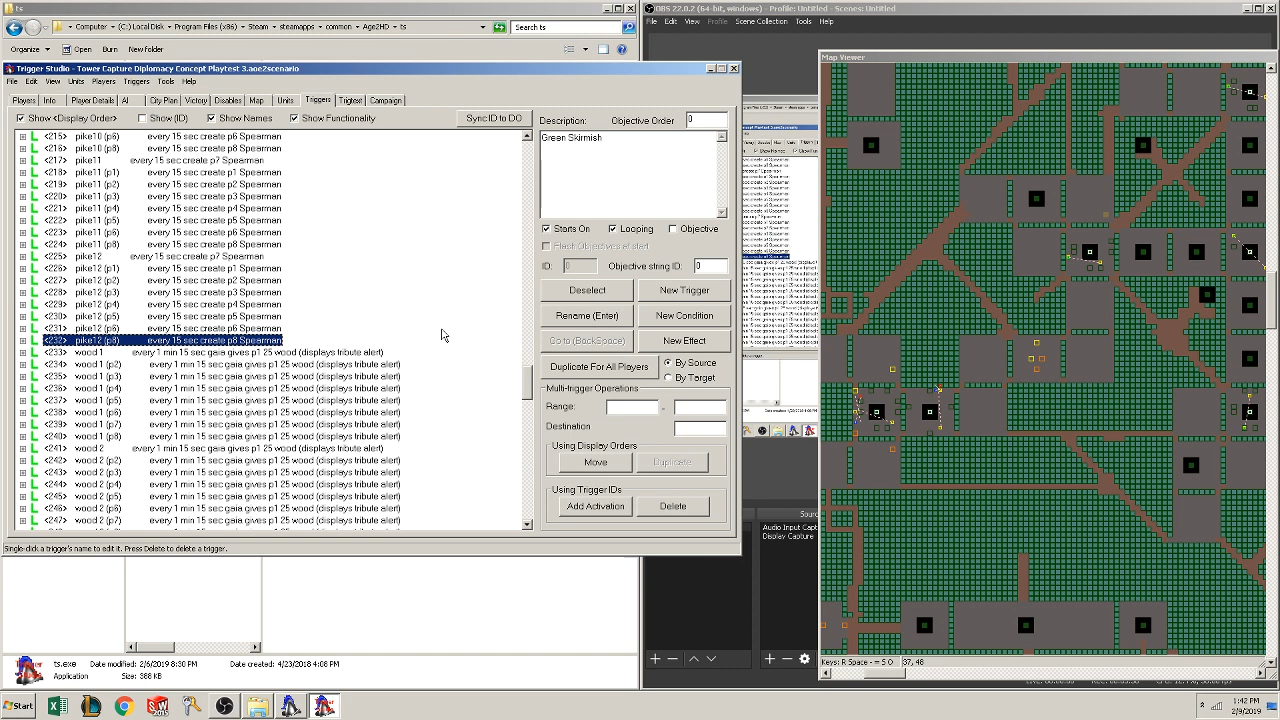 ts
Computer ▸ (C:) Local Disk ▸ Program Files (x86) ▸ Steam ▸ steamapps ▸ common ▸ Age2HD ▸ ts
Search ts
Organize
Open
Burn
New folder
Trigger Studio - Tower Capture Diplomacy Concept Playtest 3.aoe2scenario
File Edit View Units Players Triggers Tools Help
Players Info Player Details AI City Plan Victory Disables Map Units Triggers Trigtext Campaign
Show <Display Order>
Show (ID)
Show Names
Show Functionality
Sync ID to DO
<215> pike10 (p6) every 15 sec create p6 Spearman
<216> pike10 (p8) every 15 sec create p8 Spearman
<217> pike11 every 15 sec create p7 Spearman
<218> pike11 (p1) every 15 sec create p1 Spearman
<219> pike11 (p2) every 15 sec create p2 Spearman
<220> pike11 (p3) every 15 sec create p3 Spearman
<221> pike11 (p4) every 15 sec create p4 Spearman
<222> pike11 (p5) every 15 sec create p5 Spearman
<223> pike11 (p6) every 15 sec create p6 Spearman
<224> pike11 (p8) every 15 sec create p8 Spearman
<225> pike12 every 15 sec create p7 Spearman
<226> pike12 (p1) every 15 sec create p1 Spearman
<227> pike12 (p2) every 15 sec create p2 Spearman
<228> pike12 (p3) every 15 sec create p3 Spearman
<229> pike12 (p4) every 15 sec create p4 Spearman
<230> pike12 (p5) every 15 sec create p5 Spearman
<231> pike12 (p6) every 15 sec create p6 Spearman
<232> pike12 (p8) every 15 sec create p8 Spearman
<233> wood 1 every 1 min 15 sec gaia gives p1 25 wood (displays tribute alert)
<234> wood 1 (p2) every 1 min 15 sec gaia gives p1 25 wood (displays tribute alert)
<235> wood 1 (p3) every 1 min 15 sec gaia gives p1 25 wood (displays tribute alert)
<236> wood 1 (p4) every 1 min 15 sec gaia gives p1 25 wood (displays tribute alert)
<237> wood 1 (p5) every 1 min 15 sec gaia gives p1 25 wood (displays tribute alert)
<238> wood 1 (p6) every 1 min 15 sec gaia gives p1 25 wood (displays tribute alert)
<239> wood 1 (p7) every 1 min 15 sec gaia gives p1 25 wood (displays tribute alert)
<240> wood 1 (p8) every 1 min 15 sec gaia gives p1 25 wood (displays tribute alert)
<241> wood 2 every 1 min 15 sec gaia gives p1 25 wood (displays tribute alert)
<242> wood 2 (p2) every 1 min 15 sec gaia gives p1 25 wood (displays tribute alert)
<243> wood 2 (p3) every 1 min 15 sec gaia gives p1 25 wood (displays tribute alert)
<244> wood 2 (p4) every 1 min 15 sec gaia gives p1 25 wood (displays tribute alert)
<245> wood 2 (p5) every 1 min 15 sec gaia gives p1 25 wood (displays tribute alert)
<246> wood 2 (p6) every 1 min 15 sec gaia gives p1 25 wood (displays tribute alert)
<247> wood 2 (p7) every 1 min 15 sec gaia gives p1 25 wood (displays tribute alert)
Single-click a trigger's name to edit it. Press Delete to delete a trigger.
Description:
Objective Order
0
Green Skirmish
Starts On
Looping
Objective
Flash Objectives at start
ID:
0
Objective string ID:
0
Deselect
New Trigger
Rename (Enter)
New Condition
Go to (BackSpace)
New Effect
Duplicate For All Players
By Source
By Target
Multi-trigger Operations
Range:
-
Destination
Using Display Orders
Move
Duplicate
Using Trigger IDs
Add Activation
Delete
ts.exe
Date modified: 2/6/2019 8:30 PM
Date created: 4/23/2018 4:08 PM
Application
Size: 388 KB
OBS 22.0.2 (64-bit, windows) - Profile: Untitled - Scenes: Untitled
File Edit View Profile Scene Collection Tools Help
Audio Input Capt
Display Capture
Map Viewer
Keys: R Space - = S O
37, 48
Start
1:42 PM
2/9/2019